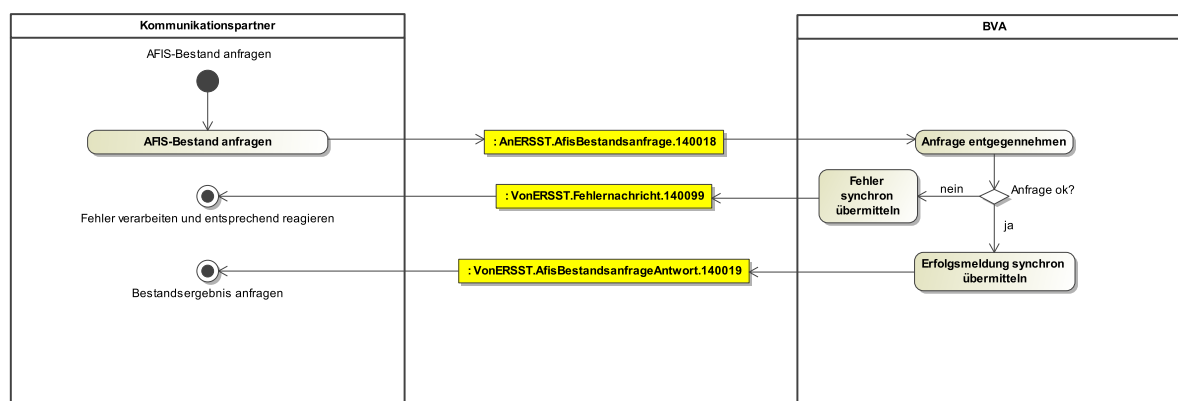 Kommunikationspartner
BVA
AFIS-Bestand anfragen
AFIS-Bestand anfragen
: AnERSST.AfisBestandsanfrage.140018
Anfrage entgegennehmen
Fehler
synchron
übermitteln
nein
Anfrage ok?
: VonERSST.Fehlernachricht.140099
Fehler verarbeiten und entsprechend reagieren
ja
Erfolgsmeldung synchron
übermitteln
: VonERSST.AfisBestandsanfrageAntwort.140019
Bestandsergebnis anfragen